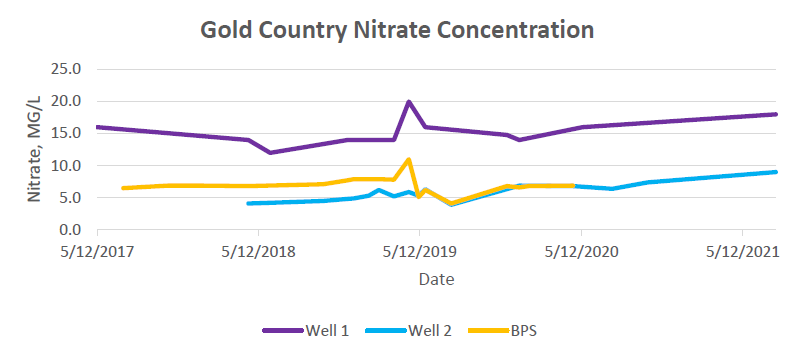 Gold Country Nitrate Concentration
25.0
20.0
15.0
10.0
5.0
0.0
Nitrate, MG/L
5/12/2017 5/12/2018 5/12/2019 5/12/2020 5/12/2021
Date
Well 1 Well 2 BPS